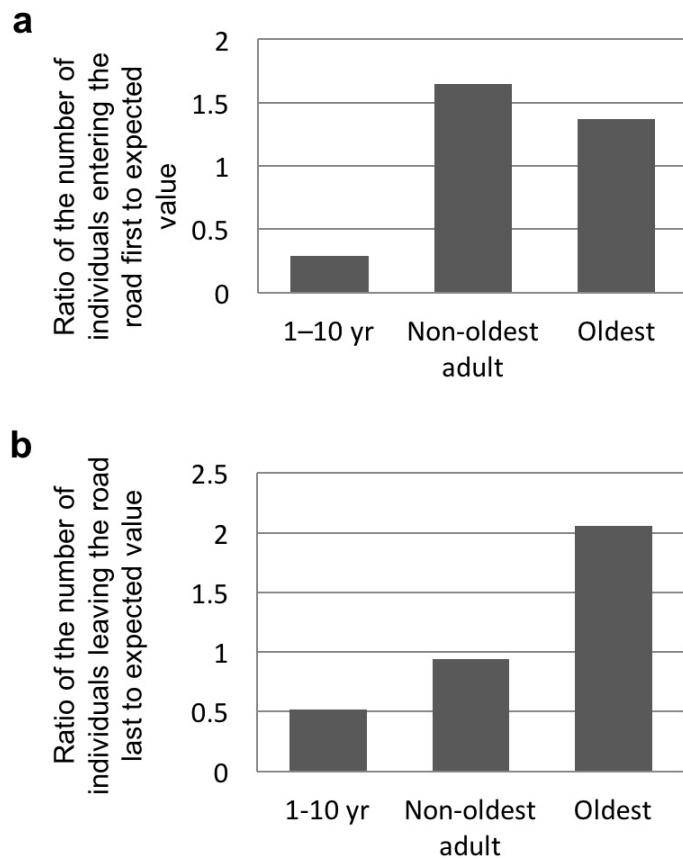 a
Ratio of the number of
individuals entering the
road first to expected
value
2
1.5
1
0.5
0
1–10 yr
Non-oldest
adult
Oldest
b
Ratio of the number of
individuals leaving the road
last to expected value
2.5
2
1.5
1
0.5
0
1-10 yr
Non-oldest
adult
Oldest